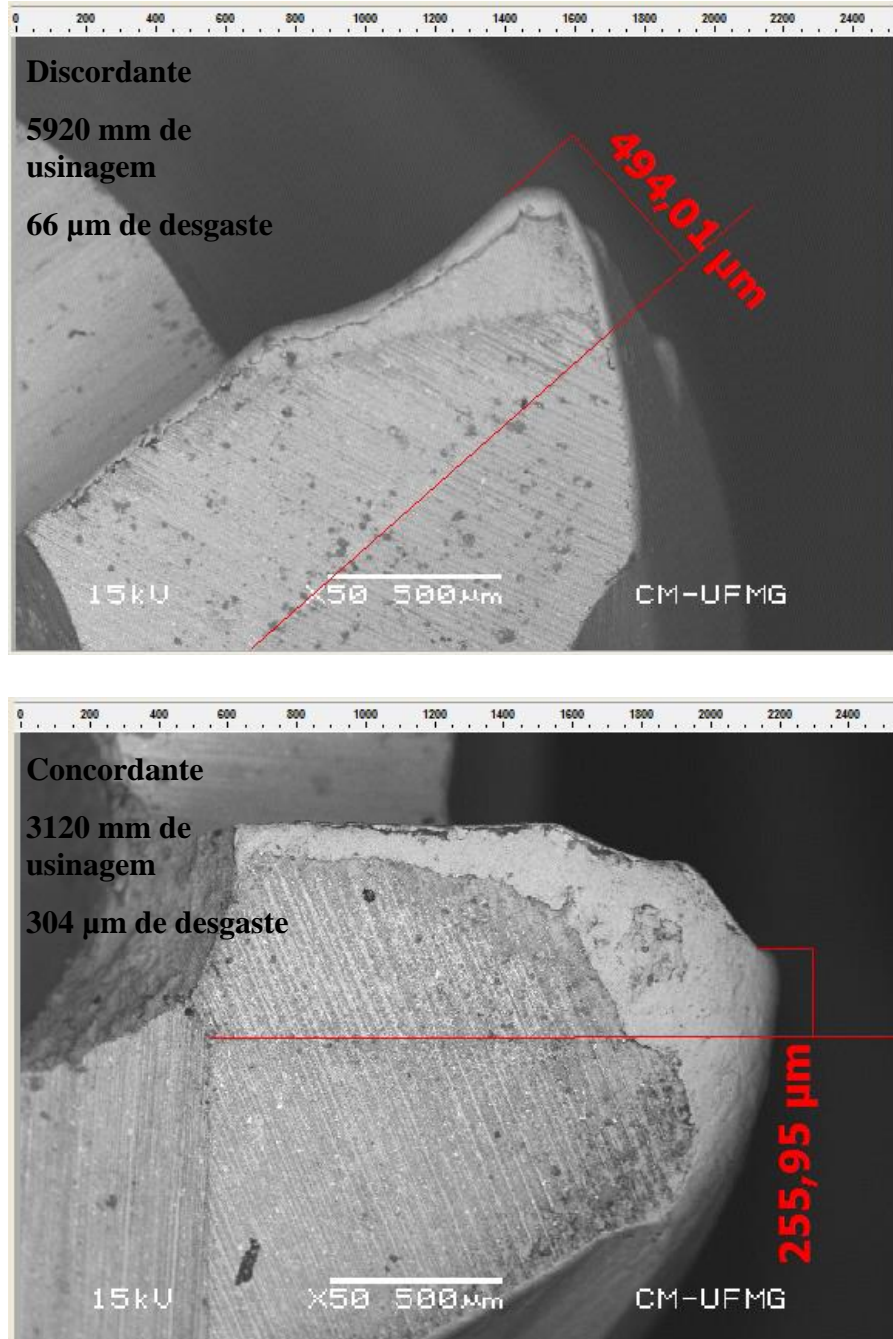 0 200 400 600 800 1000 1200 1400 1600 1800 2000 2200 2400
Discordante
5920 mm de
usinagem
66 µm de desgaste
494,01 µm
15kU X50 500µm CM-UFMG
0 200 400 600 800 1000 1200 1400 1600 1800 2000 2200 2400
Concordante
3120 mm de
usinagem
304 µm de desgaste
255,95 µm
15kU X50 500µm CM-UFMG